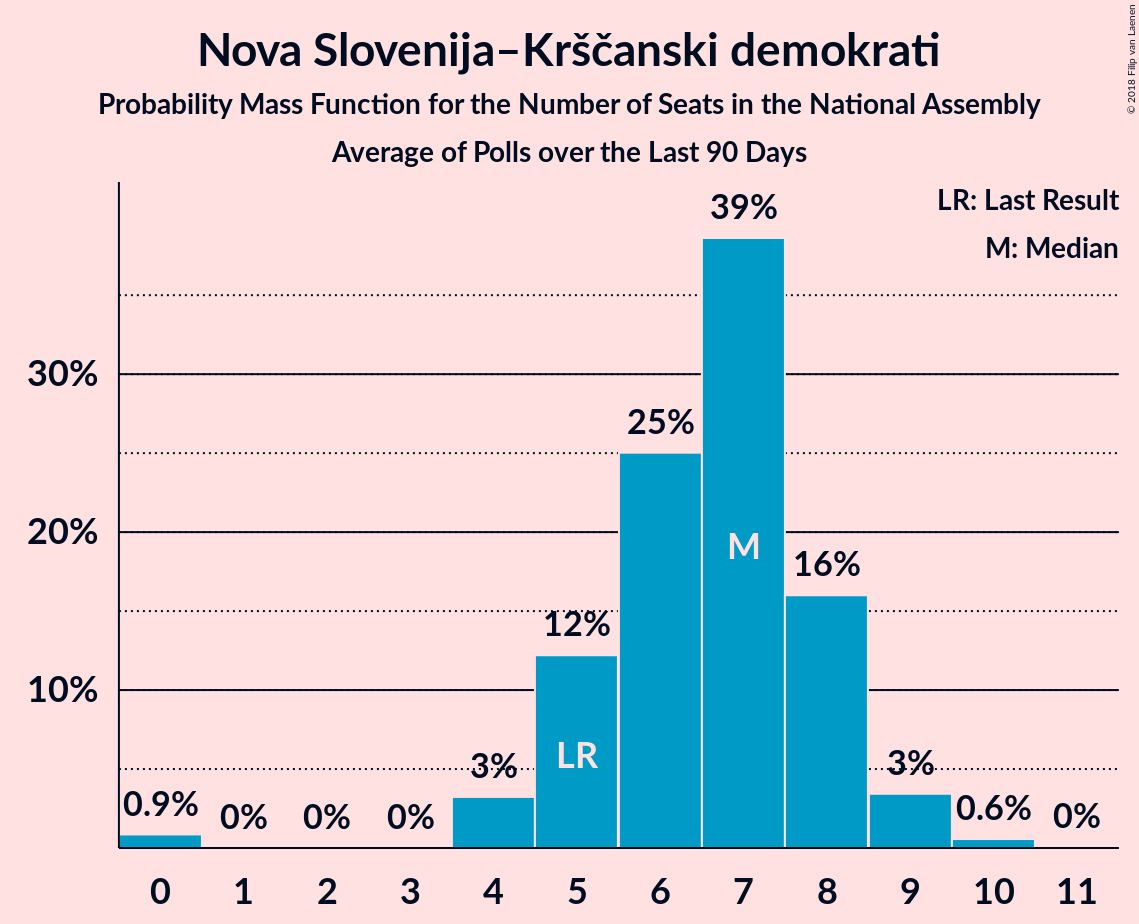 Nova Slovenija–Krščanski demokrati
Probability Mass Function for the Number of Seats in the National Assembly
Average of Polls over the Last 90 Days
© 2018 Filip van Laenen
LR: Last Result
M: Median
39%
30%
25%
20%
M
16%
12%
10%
LR
3%
3%
0.9%
0%
0%
0%
0.6%
0%
0 1 2 3 4 5 6 7 8 9 10 11